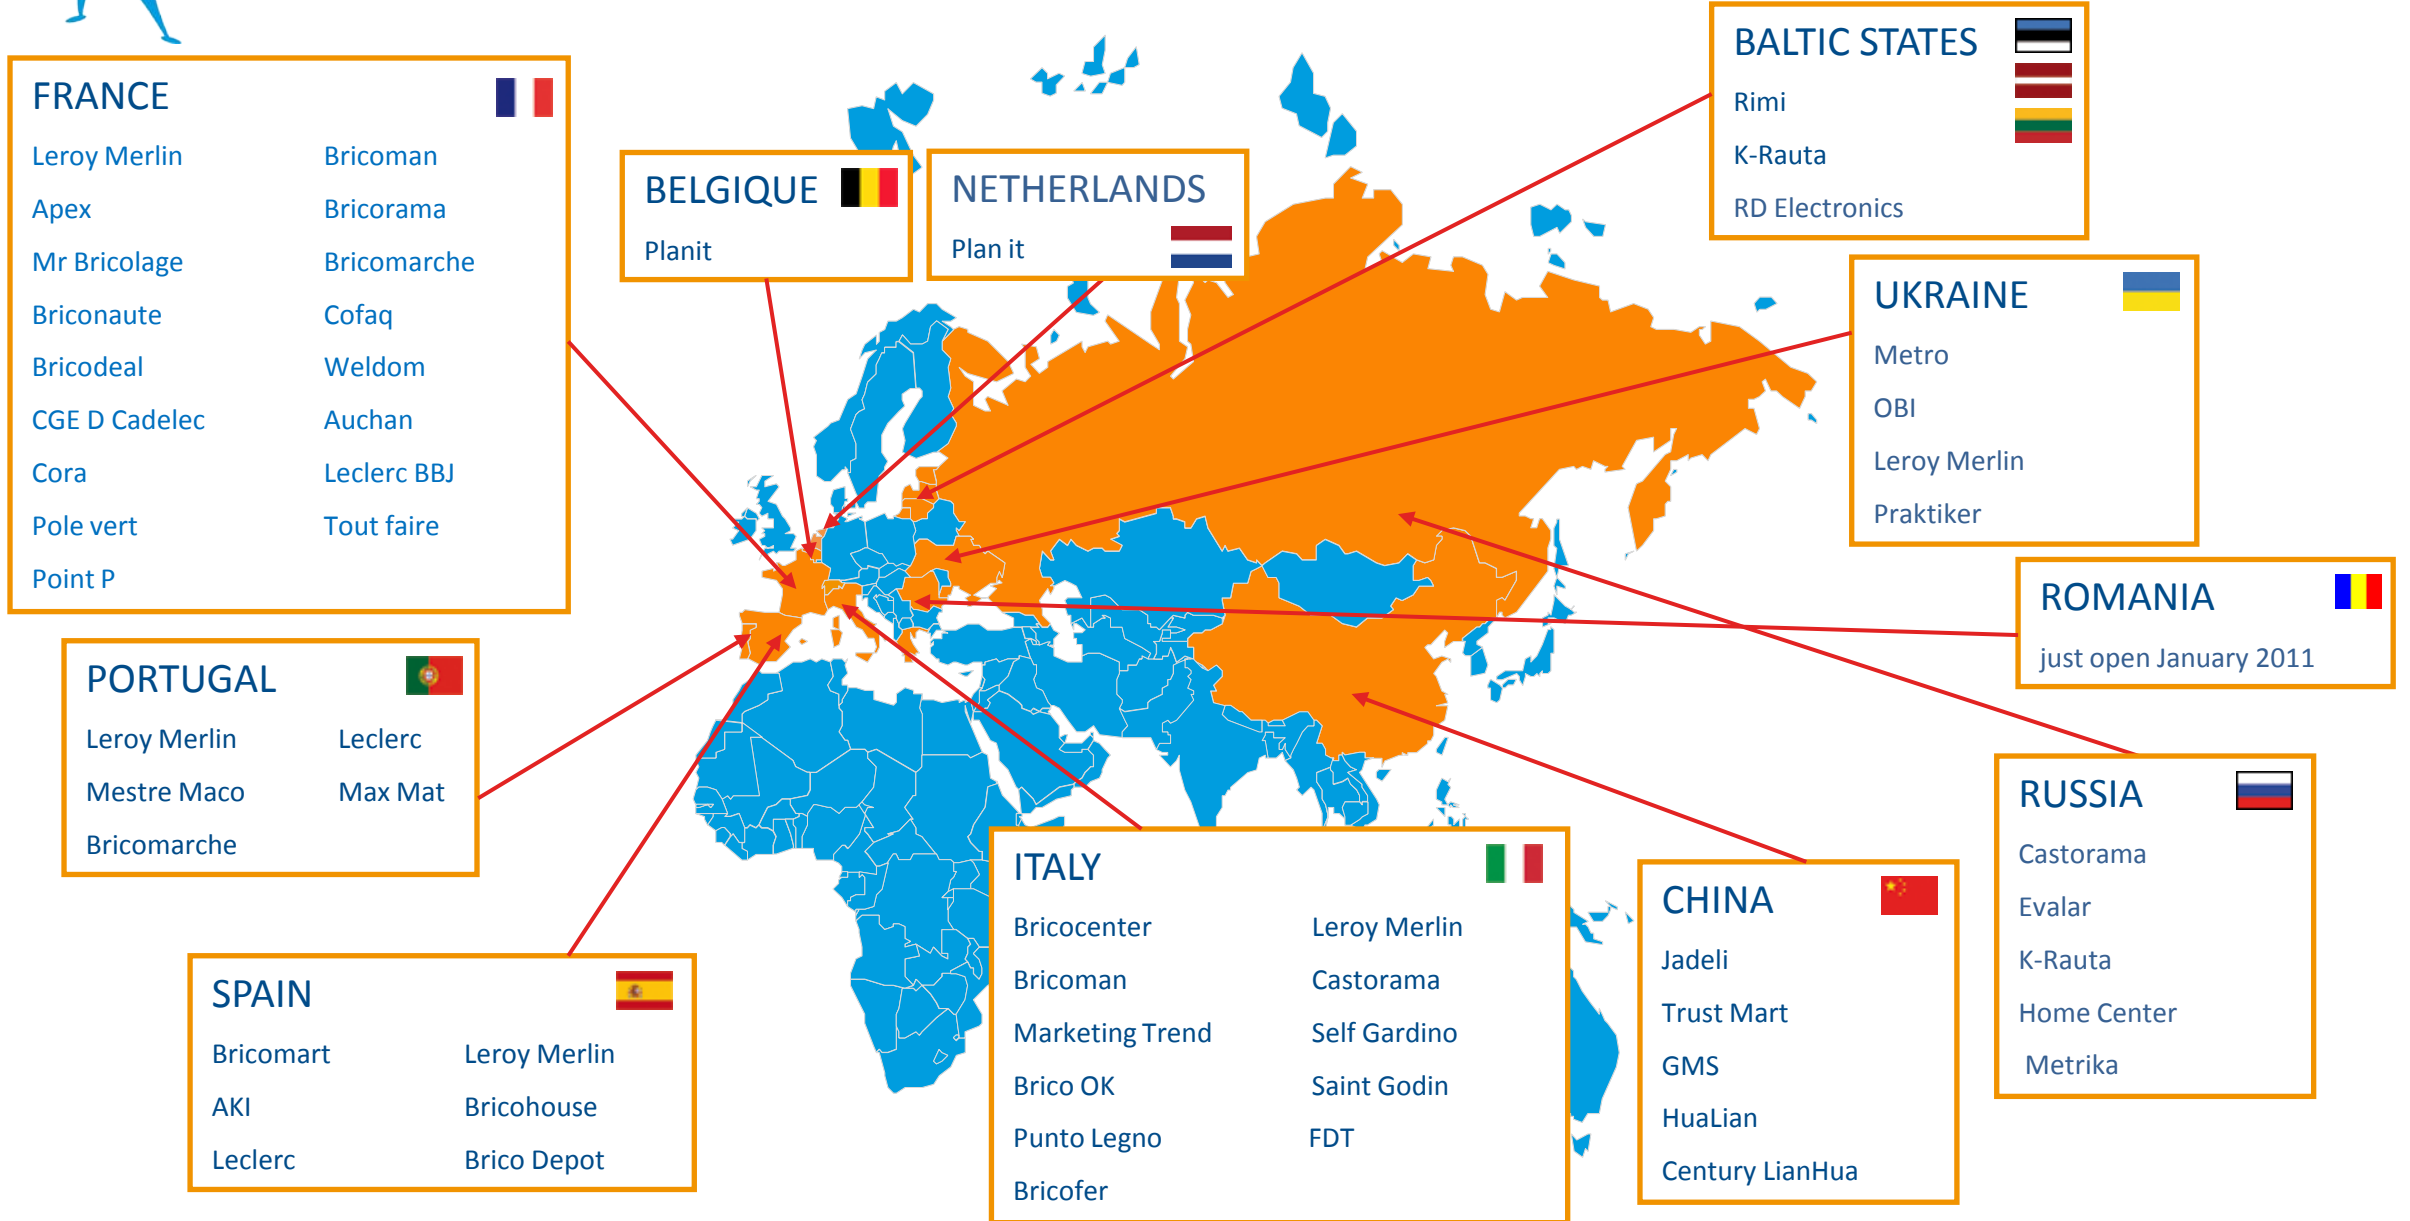 FRANCE
Leroy Merlin
Bricoman
Apex
Bricorama
Mr Bricolage
Bricomarche
Briconaute
Cofaq
Bricodeal
Weldom
CGE D Cadelec
Auchan
Cora
Leclerc BBJ
Pole vert
Tout faire
Point P
BELGIQUE
Planit
NETHERLANDS
Plan it
BALTIC STATES
Rimi
K-Rauta
RD Electronics
UKRAINE
Metro
OBI
Leroy Merlin
Praktiker
ROMANIA
just open January 2011
PORTUGAL
Leroy Merlin
Leclerc
Mestre Maco
Max Mat
Bricomarche
SPAIN
Bricomart
Leroy Merlin
AKI
Bricohouse
Leclerc
Brico Depot
ITALY
Bricocenter
Leroy Merlin
Bricoman
Castorama
Marketing Trend
Self Gardino
Brico OK
Saint Godin
Punto Legno
FDT
Bricofer
CHINA
Jadeli
Trust Mart
GMS
HuaLian
Century LianHua
RUSSIA
Castorama
Evalar
K-Rauta
Home Center
Metrika